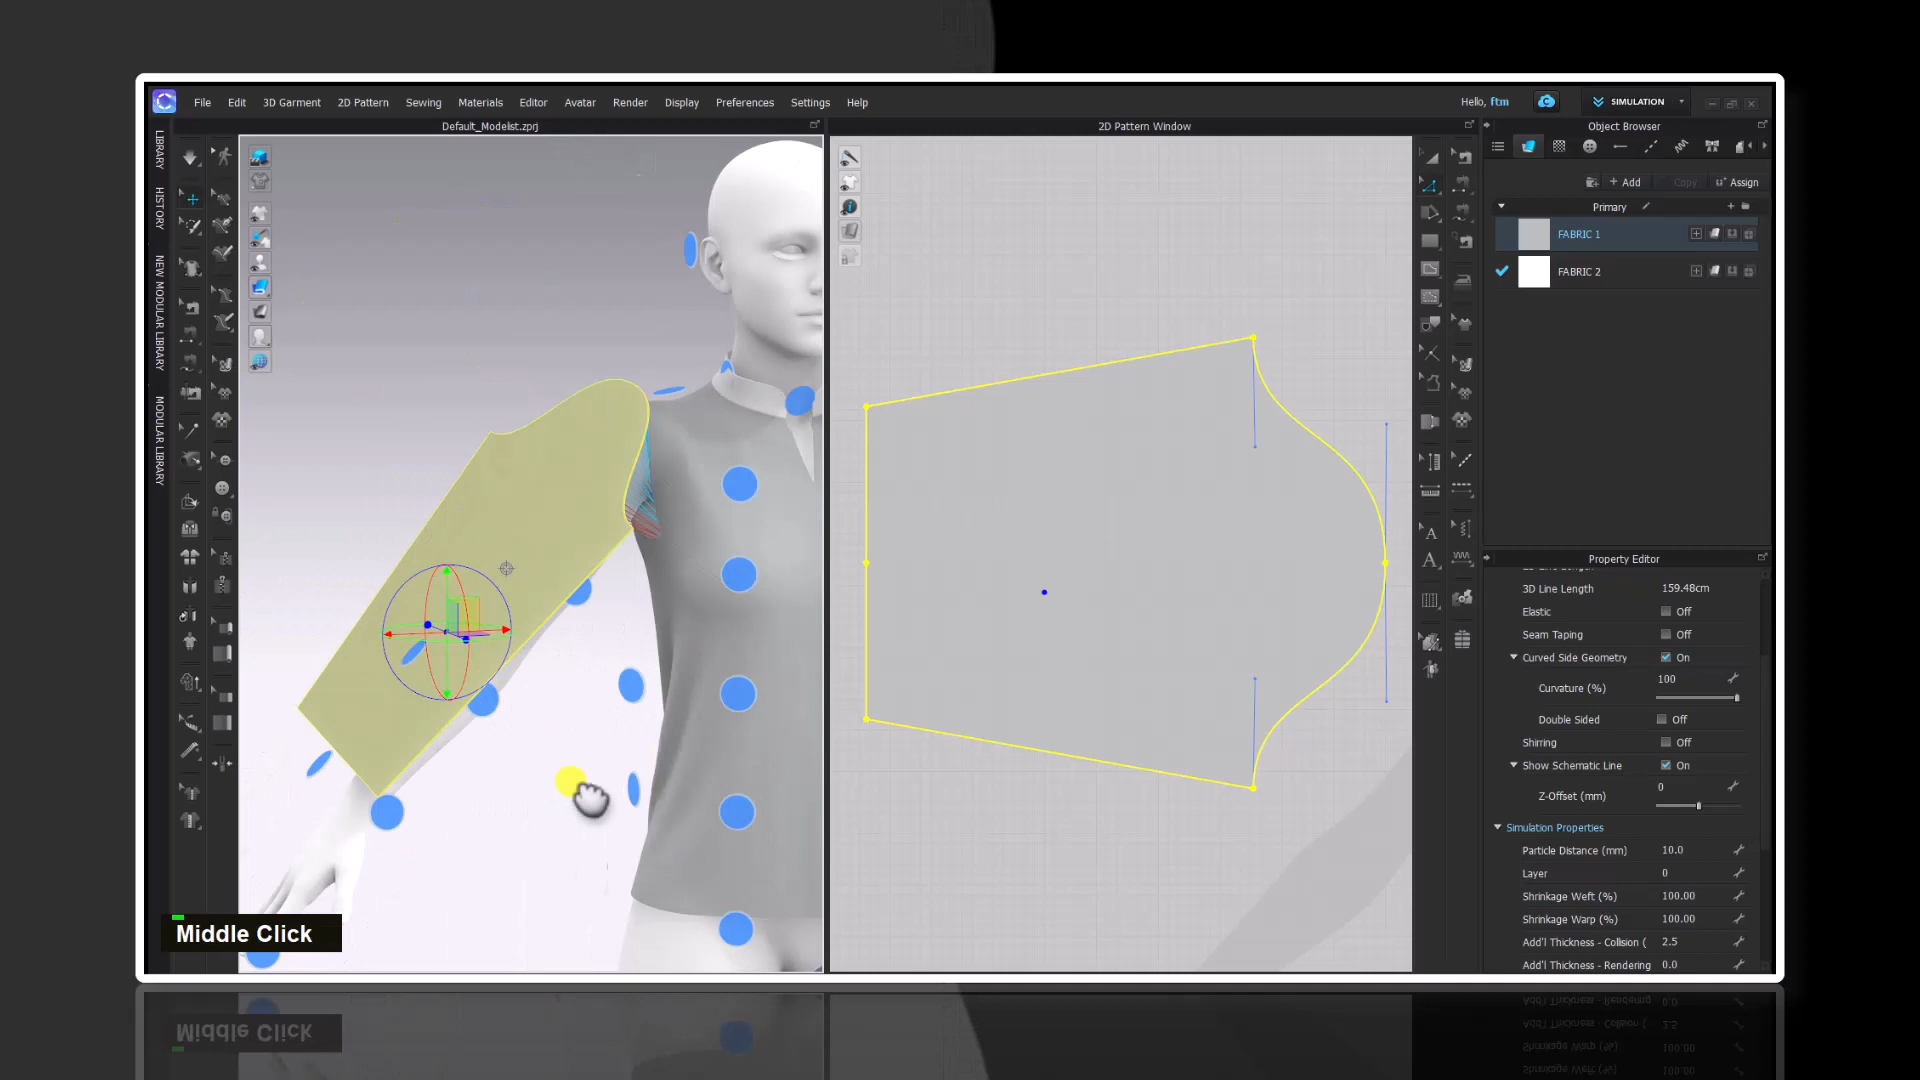 File Edit 3D Garment 2D Pattern Sewing Materials Editor Avatar Render Display Preferences Settings Help
Hello, ftm
SIMULATION
Default_Modelist.zprj
2D Pattern Window
Object Browser
LIBRARY
HISTORY
NEW MODULAR LIBRARY
MODULAR LIBRARY
+ Add
Copy
Assign
Primary
FABRIC 1
FABRIC 2
Property Editor
3D Line Length 159.48cm
Elastic Off
Seam Taping Off
Curved Side Geometry On
Curvature (%) 100
Double Sided Off
Shirring Off
Show Schematic Line On
Z-Offset (mm) 0
Simulation Properties
Particle Distance (mm) 10.0
Layer 0
Shrinkage Weft (%) 100.00
Shrinkage Warp (%) 100.00
Add'l Thickness - Collision ( 2.5
Add'l Thickness - Rendering 0.0
Middle Click